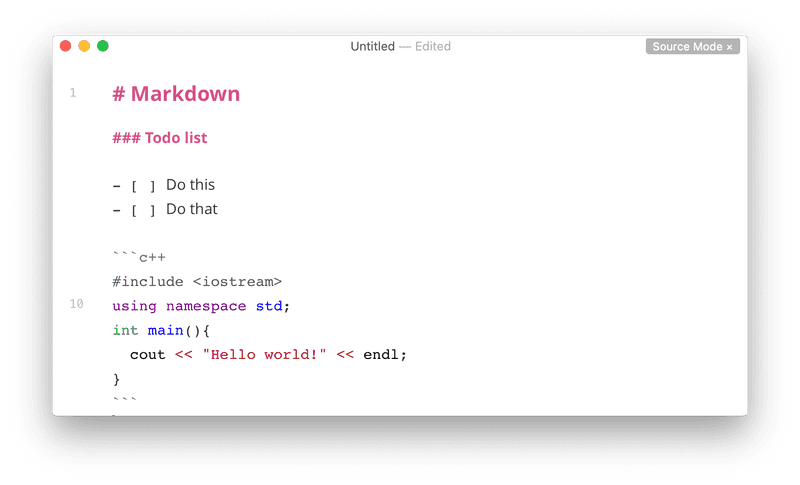 Untitled — Edited
Source Mode ×
1
# Markdown
### Todo list
- [ ] Do this
- [ ] Do that
```c++
#include <iostream>
10
using namespace std;
int main(){
  cout << "Hello world!" << endl;
}
```